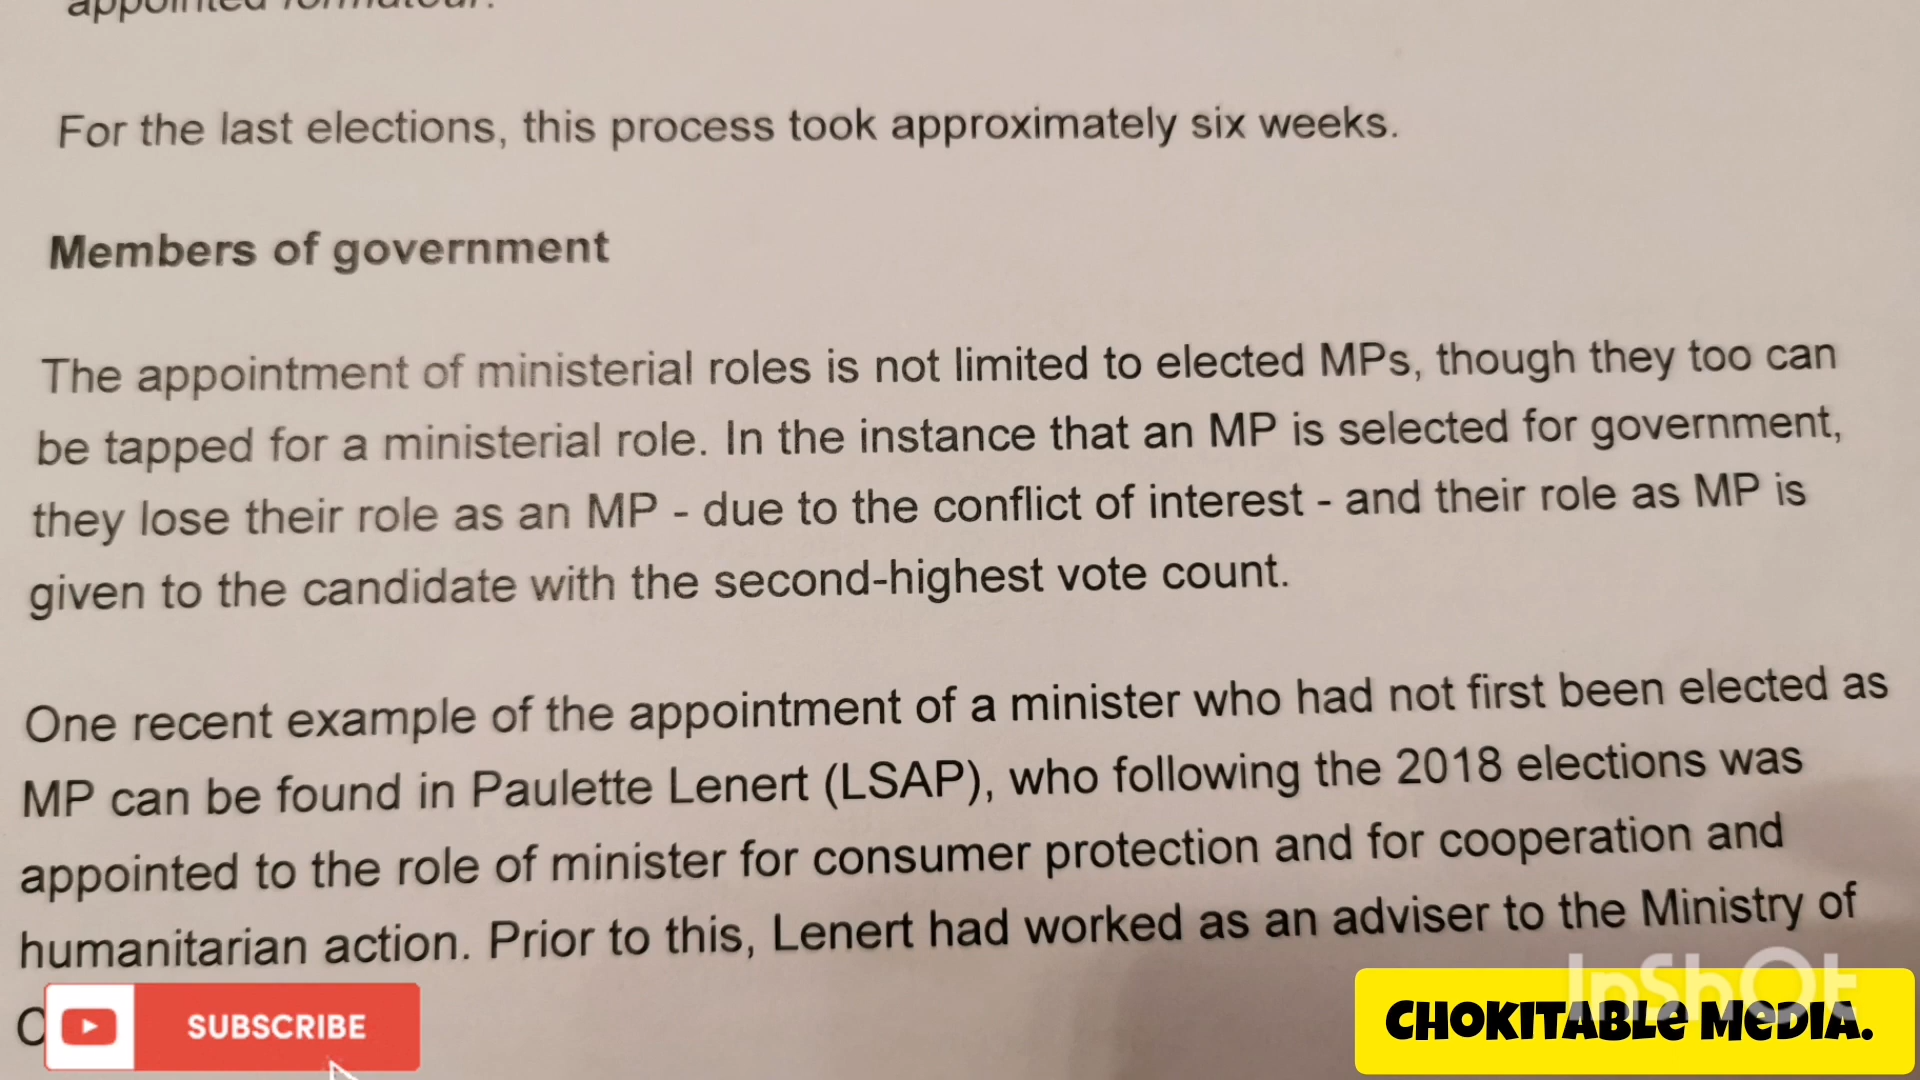 appointed formateur.
For the last elections, this process took approximately six weeks.
Members of government
The appointment of ministerial roles is not limited to elected MPs, though they too can
be tapped for a ministerial role. In the instance that an MP is selected for government,
they lose their role as an MP - due to the conflict of interest - and their role as MP is
given to the candidate with the second-highest vote count.
One recent example of the appointment of a minister who had not first been elected as
MP can be found in Paulette Lenert (LSAP), who following the 2018 elections was
appointed to the role of minister for consumer protection and for cooperation and
humanitarian action. Prior to this, Lenert had worked as an adviser to the Ministry of
SUBSCRIBE
InShOt
CHOKITABLe MeDIA.